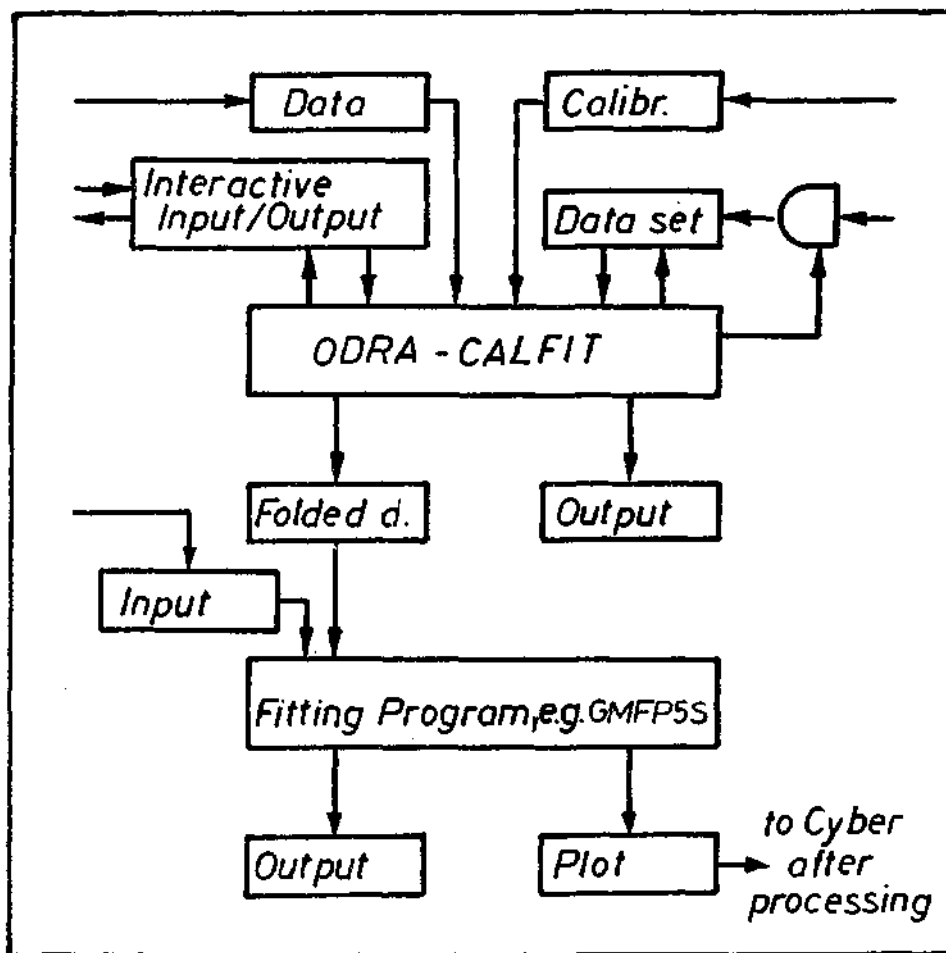 Data
Calibr.
Interactive
Input/Output
Data set
ODRA - CALFIT
Folded d.
Output
Input
Fitting Program, e.g. GMFP5S
Output
Plot
to Cyber
after
processing